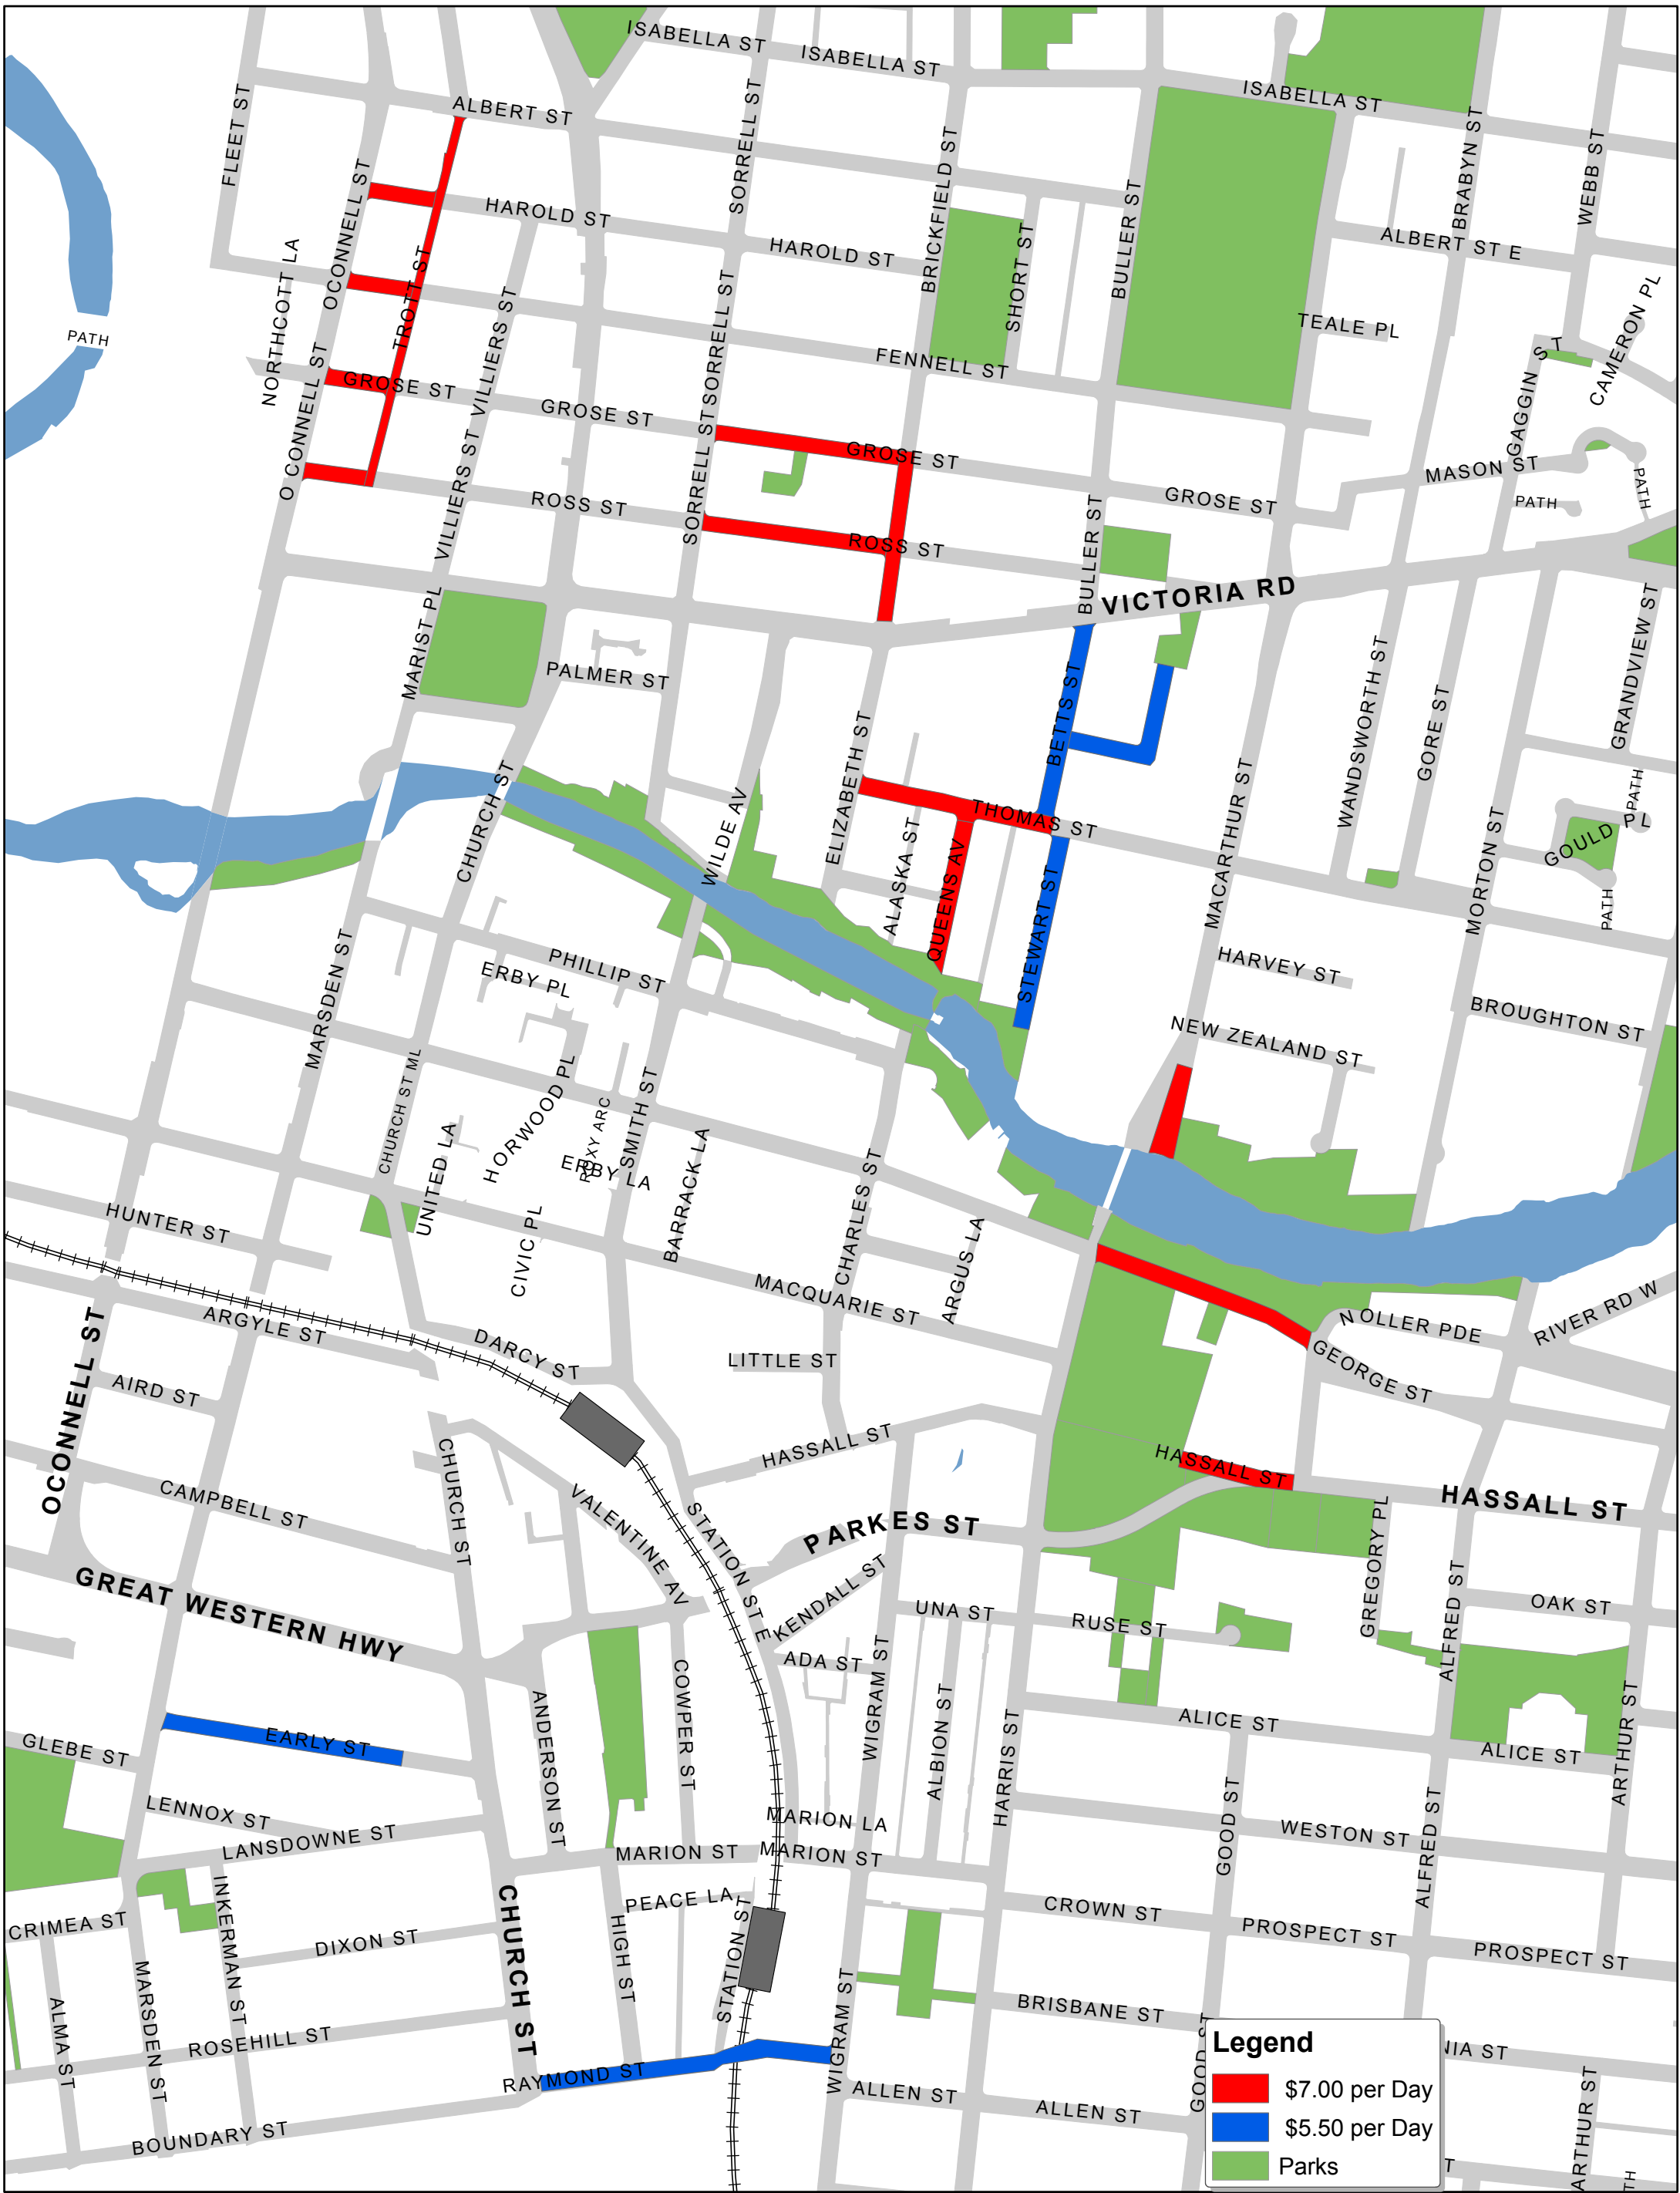 ISABELLA ST
ISABELLA ST
ISABELLA ST
ALBERT ST
FLEET ST
SORRELL ST
BRICKFIELD ST
BRABYN ST
WEBB ST
OCONNELL ST
HAROLD ST
HAROLD ST
BULLER ST
ALBERT ST E
NORTHCOTT LA
TROTT ST
SHORT ST
CAMERON PL
PATH
VILLIERS ST
SORRELL ST
TEALE PL
FENNELL ST
GAGGIN ST
GROSE ST
GROSE ST
GROSE ST
GROSE ST
MASON ST
PATH
PATH
O CONNELL ST
VILLIERS ST
SORRELL ST
ROSS ST
ROSS ST
BULLER ST
VICTORIA RD
MARIST PL
PALMER ST
BETTS ST
WANDSWORTH ST
GORE ST
GRANDVIEW ST
CHURCH ST
WILDE AV
ELIZABETH ST
THOMAS ST
MACARTHUR ST
PATH
GOULD PL
PATH
ALASKA ST
QUEENS AV
STEWART ST
MORTON ST
MARSDEN ST
PHILLIP ST
ERBY PL
HARVEY ST
BROUGHTON ST
NEW ZEALAND ST
CHURCH ST ML
HORWOOD PL
ROXY ARC
SMITH ST
UNITED LA
ERBY LA
BARRACK LA
CHARLES ST
HUNTER ST
CIVIC PL
ARGUS LA
MACQUARIE ST
ARGYLE ST
DARCY ST
LITTLE ST
NOLLER PDE
RIVER RD W
GEORGE ST
OCONNELL ST
AIRD ST
HASSALL ST
HASSALL ST
HASSALL ST
CAMPBELL ST
CHURCH ST
VALENTINE AV
STATION ST E
PARKES ST
KENDALL ST
GREGORY PL
GREAT WESTERN HWY
UNA ST
RUSE ST
ALFRED ST
OAK ST
ADA ST
WIGRAM ST
COWPER ST
ANDERSON ST
ALBION ST
HARRIS ST
ALICE ST
ALICE ST
ARTHUR ST
EARLY ST
GLEBE ST
LENNOX ST
LANSDOWNE ST
MARION LA
MARION ST
MARION ST
GOOD ST
WESTON ST
ALFRED ST
PEACE LA
CROWN ST
PROSPECT ST
PROSPECT ST
CRIMEA ST
INKERMAN ST
DIXON ST
CHURCH ST
HIGH ST
STATION ST
WIGRAM ST
BRISBANE ST
ALMA ST
MARSDEN ST
ROSEHILL ST
RAYMOND ST
ALLEN ST
ALLEN ST
GOOD ST
NIA ST
ARTHUR ST
BOUNDARY ST
Legend
$7.00 per Day
$5.50 per Day
Parks
T
TH